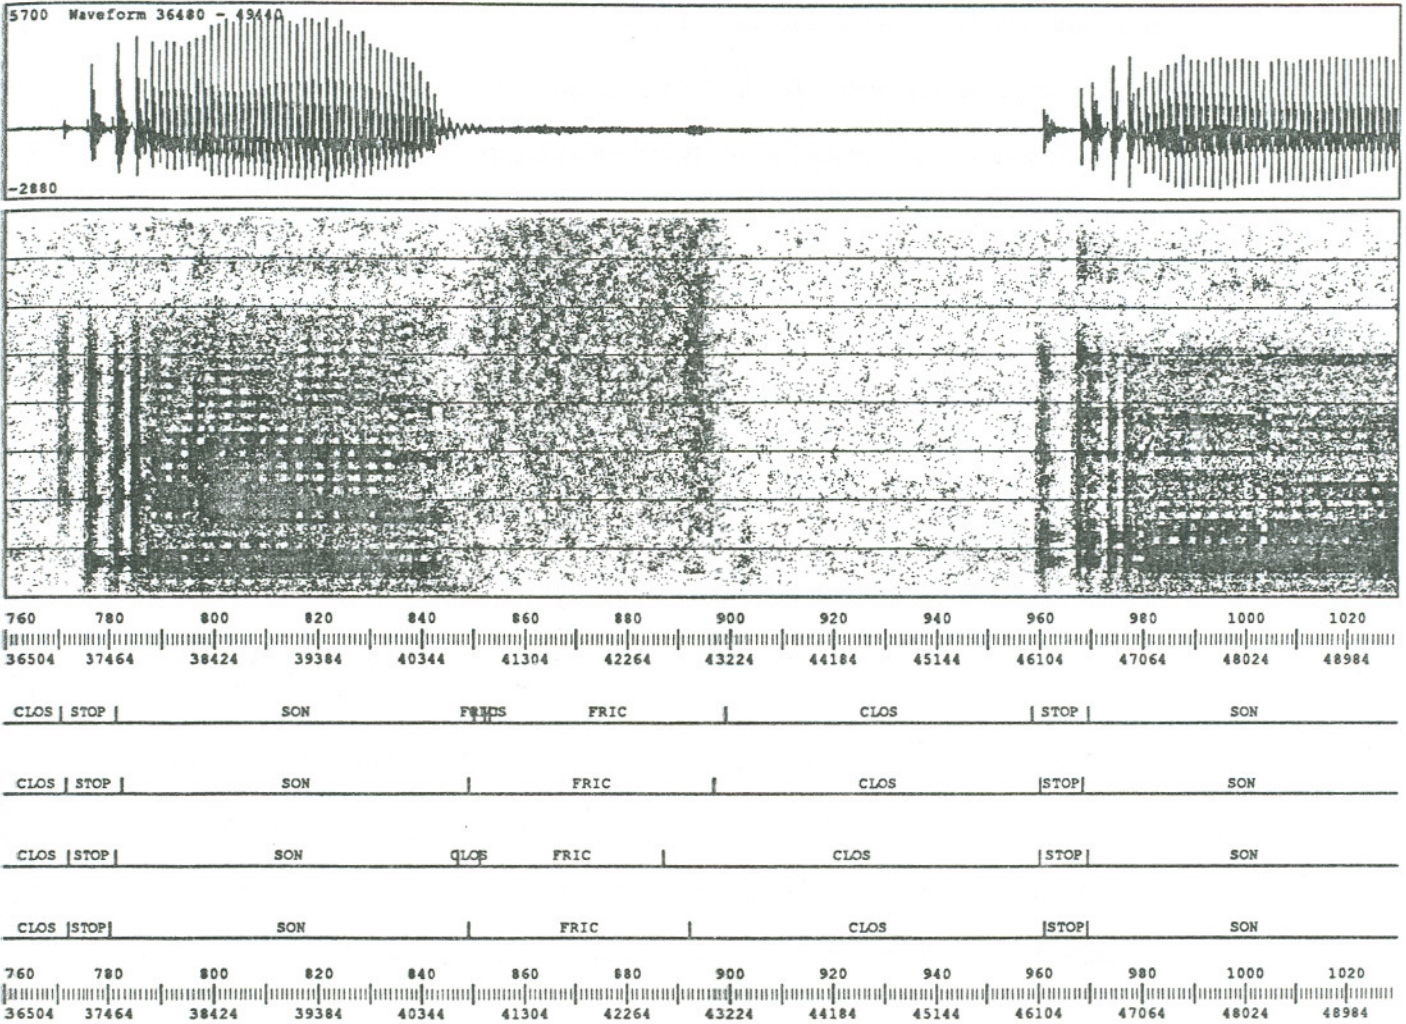 5700 Waveform 36480 - 49440
-2880
760 780 800 820 840 860 880 900 920 940 960 980 1000 1020
36504 37464 38424 39384 40344 41304 42264 43224 44184 45144 46104 47064 48024 48984
CLOS STOP SON FRIC CLOS STOP SON
CLOS STOP SON FRIC CLOS STOP SON
CLOS STOP SON CLOS FRIC CLOS STOP SON
CLOS STOP SON FRIC CLOS STOP SON
760 780 800 820 840 860 880 900 920 940 960 980 1000 1020
36504 37464 38424 39384 40344 41304 42264 43224 44184 45144 46104 47064 48024 48984